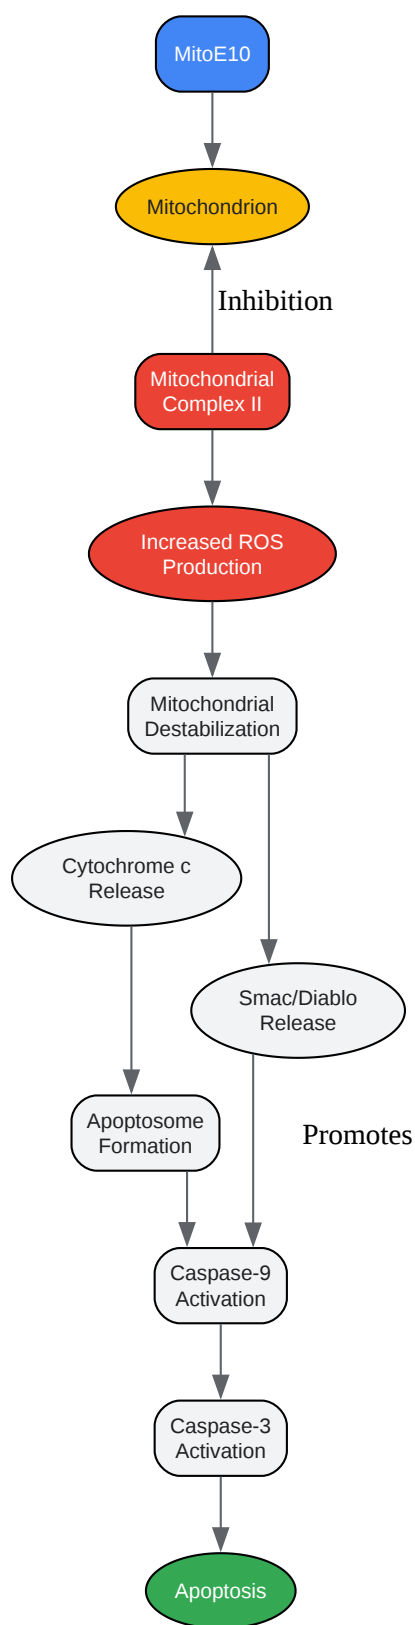 MitoE10
Mitochondrion
Inhibition
Mitochondrial
Complex II
Increased ROS
Production
Mitochondrial
Destabilization
Cytochrome c
Release
Smac/Diablo
Release
Apoptosome
Formation
Promotes
Caspase-9
Activation
Caspase-3
Activation
Apoptosis